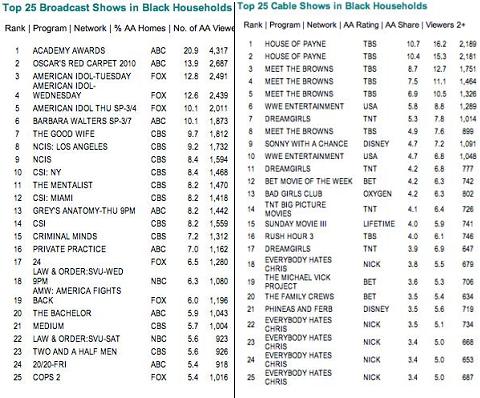 Top 25 Broadcast Shows in Black Households
Rank | Program | Network | % AA Homes | No. of AA Viewe
1 ACADEMY AWARDS ABC 20.9 4,317
2 OSCAR'S RED CARPET 2010 ABC 13.9 2,687
3 AMERICAN IDOL-TUESDAY FOX 12.8 2,491
AMERICAN IDOL-
4 WEDNESDAY FOX 12.6 2,439
5 AMERICAN IDOL THU SP-3/4 FOX 10.1 2,011
6 BARBARA WALTERS SP-3/7 ABC 10.1 1,873
7 THE GOOD WIFE CBS 9.7 1,812
8 NCIS: LOS ANGELES CBS 9.2 1,732
9 NCIS CBS 8.4 1,594
10 CSI: NY CBS 8.4 1,468
11 THE MENTALIST CBS 8.2 1,470
12 CSI: MIAMI CBS 8.2 1,418
13 GREY'S ANATOMY-THU 9PM ABC 8.2 1,442
14 CSI CBS 8.2 1,559
15 CRIMINAL MINDS CBS 7.2 1,312
16 PRIVATE PRACTICE ABC 7.0 1,162
17 24 FOX 6.5 1,280
LAW & ORDER:SVU-WED
18 9PM NBC 6.3 1,080
AMW: AMERICA FIGHTS
19 BACK FOX 6.0 1,196
20 THE BACHELOR ABC 5.9 1,043
21 MEDIUM CBS 5.7 1,004
22 LAW & ORDER:SVU-SAT NBC 5.6 923
23 TWO AND A HALF MEN CBS 5.6 926
24 20/20-FRI ABC 5.4 918
25 COPS 2 FOX 5.4 1,016
Top 25 Cable Shows in Black Households
Rank | Program | Network | AA Rating | AA Share | Viewers 2+
1 HOUSE OF PAYNE TBS 10.7 16.2 2,189
2 HOUSE OF PAYNE TBS 10.4 15.3 2,181
3 MEET THE BROWNS TBS 8.7 12.7 1,751
4 MEET THE BROWNS TBS 7.5 11.1 1,464
5 MEET THE BROWNS TBS 6.9 10.5 1,326
6 WWE ENTERTAINMENT USA 5.8 8.8 1,289
7 DREAMGIRLS TNT 5.3 7.8 1,014
8 MEET THE BROWNS TBS 4.9 7.6 899
9 SONNY WITH A CHANCE DISNEY 4.7 7.2 1,091
10 WWE ENTERTAINMENT USA 4.7 6.8 1,048
11 DREAMGIRLS TNT 4.2 6.8 777
12 BET MOVIE OF THE WEEK BET 4.2 6.3 742
13 BAD GIRLS CLUB OXYGEN 4.2 6.3 802
14 TNT BIG PICTURE MOVIES TNT 4.1 6.4 726
15 SUNDAY MOVIE III LIFETIME 4.0 5.9 741
16 RUSH HOUR 3 TBS 4.0 6.1 746
17 DREAMGIRLS TNT 3.9 6.9 647
18 EVERYBODY HATES CHRIS NICK 3.8 5.5 679
19 THE MICHAEL VICK PROJECT BET 3.6 5.3 706
20 THE FAMILY CREWS BET 3.5 5.4 634
21 PHINEAS AND FERB DISNEY 3.5 5.6 719
22 EVERYBODY HATES CHRIS NICK 3.5 5.1 734
23 EVERYBODY HATES CHRIS NICK 3.4 5.0 668
24 EVERYBODY HATES CHRIS NICK 3.4 5.0 653
25 EVERYBODY HATES CHRIS NICK 3.4 5.0 687